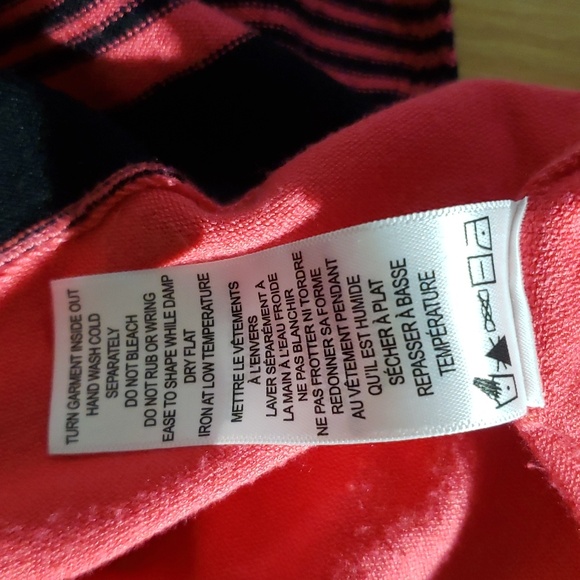 TURN GARMENT INSIDE OUT
HAND WASH COLD
SEPARATELY
DO NOT BLEACH
DO NOT RUB OR WRING
EASE TO SHAPE WHILE DAMP
DRY FLAT
IRON AT LOW TEMPERATURE
METTRE LE VÉTEMENTS
À L'ENVERS
LAVER SÉPARÉMENT À
LA MAIN À L'EAU FROIDE
NE PAS BLANCHIR
NE PAS FROTTER NI TORDRE
REDONNER SA FORME
AU VÊTEMENT PENDANT
QU'IL EST HUMIDE
SÉCHER À PLAT
REPASSER À BASSE
TEMPÉRATURE